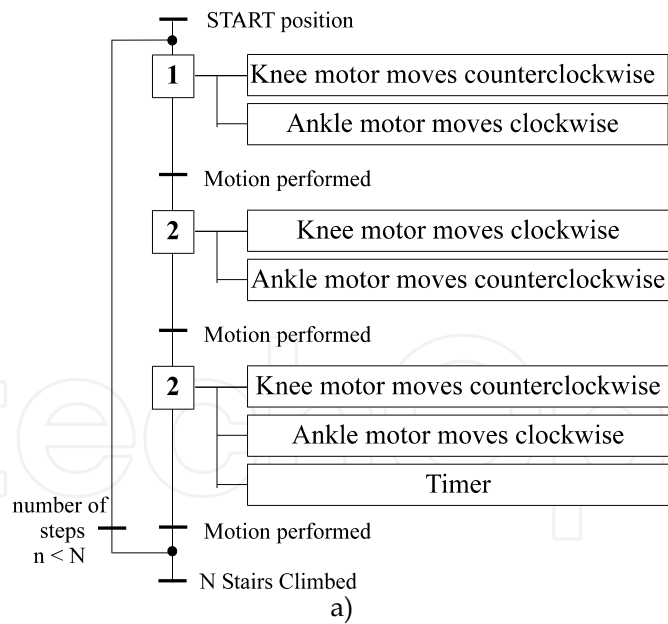 START position
1
Knee motor moves counterclockwise
Ankle motor moves clockwise
Motion performed
2
Knee motor moves clockwise
Ankle motor moves counterclockwise
Motion performed
2
Knee motor moves counterclockwise
Ankle motor moves clockwise
Timer
number of
steps
n < N
Motion performed
N Stairs Climbed
a)